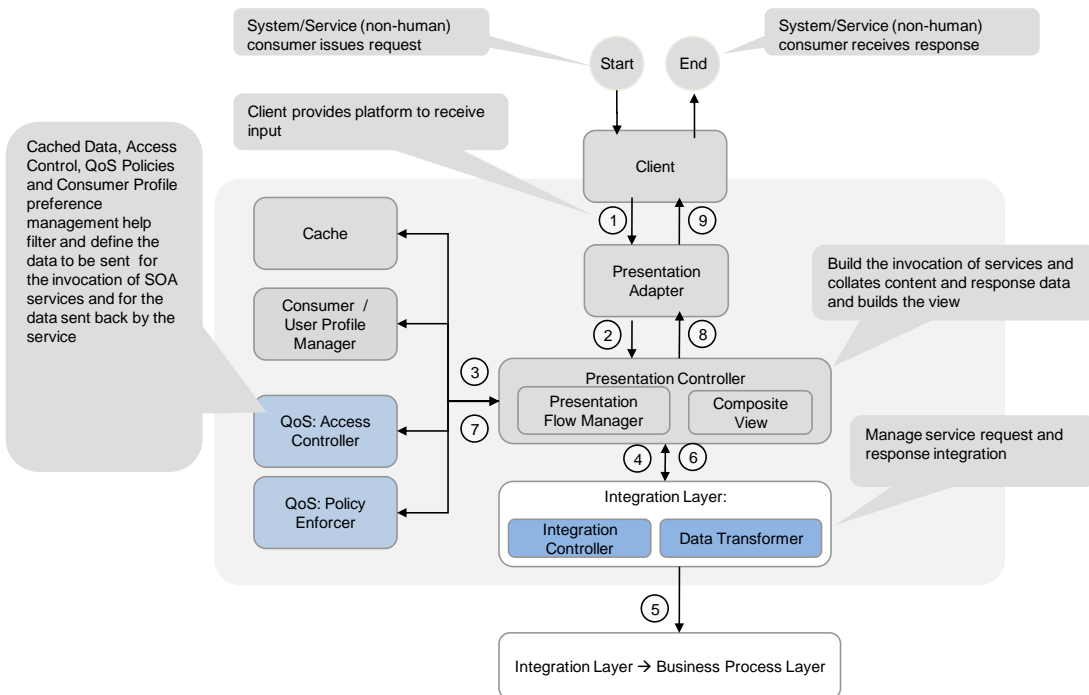 System/Service (non-human)
consumer issues request
System/Service (non-human)
consumer receives response
Start
End
Client provides platform to receive
input
Client
Cached Data, Access
Control, QoS Policies
and Consumer Profile
preference
management help
filter and define the
data to be sent for
the invocation of SOA
services and for the
data sent back by the
service
1
9
Cache
Presentation
Adapter
Build the invocation of services and
collates content and response data
and builds the view
Consumer /
User Profile
Manager
2
8
3
Presentation Controller
Presentation
Flow Manager
Composite
View
QoS: Access
Controller
7
4
6
Manage service request and
response integration
QoS: Policy
Enforcer
Integration Layer:
Integration
Controller
Data Transformer
5
Integration Layer → Business Process Layer